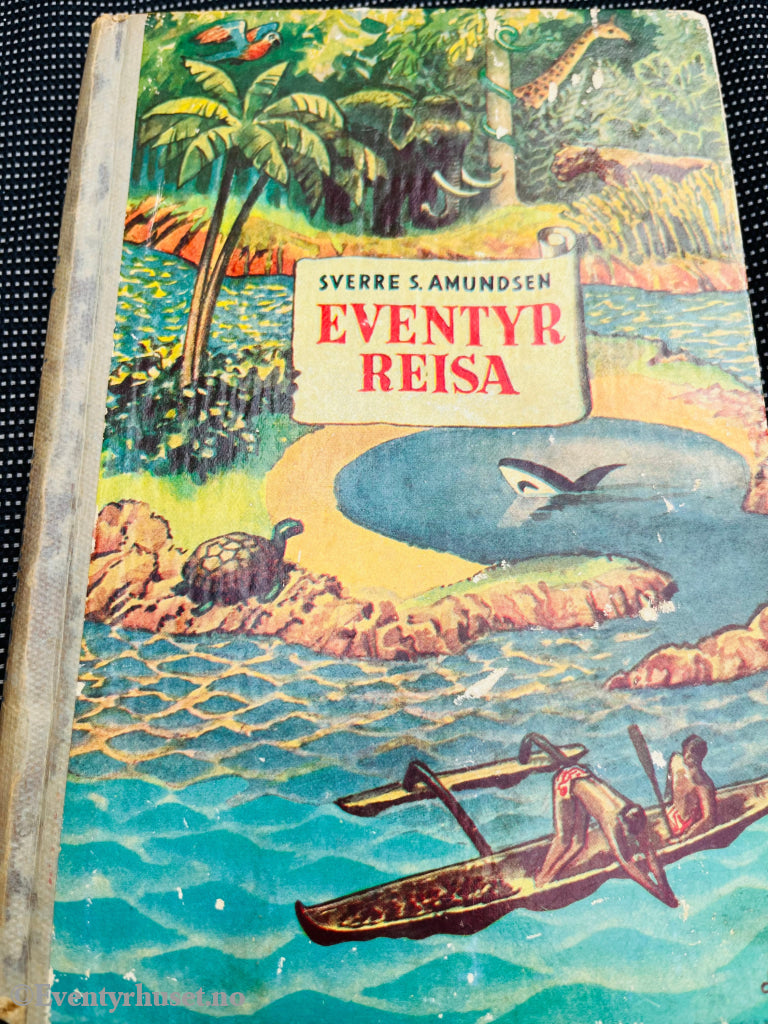 SVERRE S. AMUNDSEN
EVENTYR
REISA
©Eventyrhuset.no